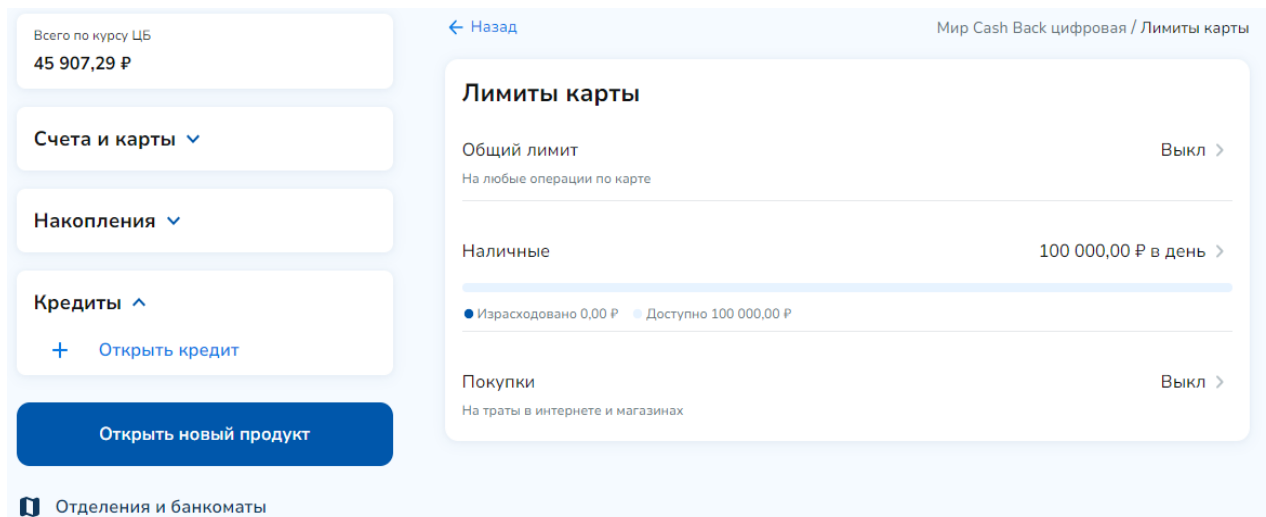 Всего по курсу ЦБ
45 907,29 ₽
Счета и карты
Накопления
Кредиты
+ Открыть кредит
Открыть новый продукт
Отделения и банкоматы
← Назад
Мир Cash Back цифровая / Лимиты карты
Лимиты карты
Общий лимит
Выкл >
На любые операции по карте
Наличные
100 000,00 ₽ в день >
Израсходовано 0,00 ₽ Доступно 100 000,00 ₽
Покупки
Выкл >
На траты в интернете и магазинах